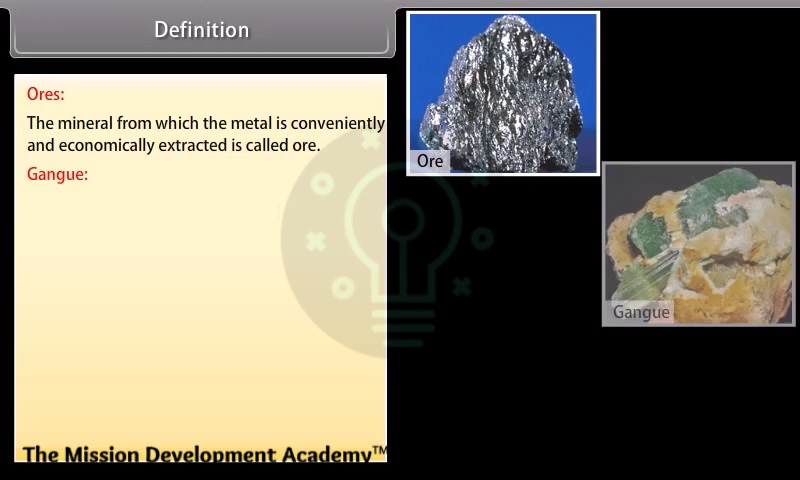 Definition
Ores:
The mineral from which the metal is conveniently
and economically extracted is called ore.
Gangue:
Ore
Gangue
The Mission Development Academy™